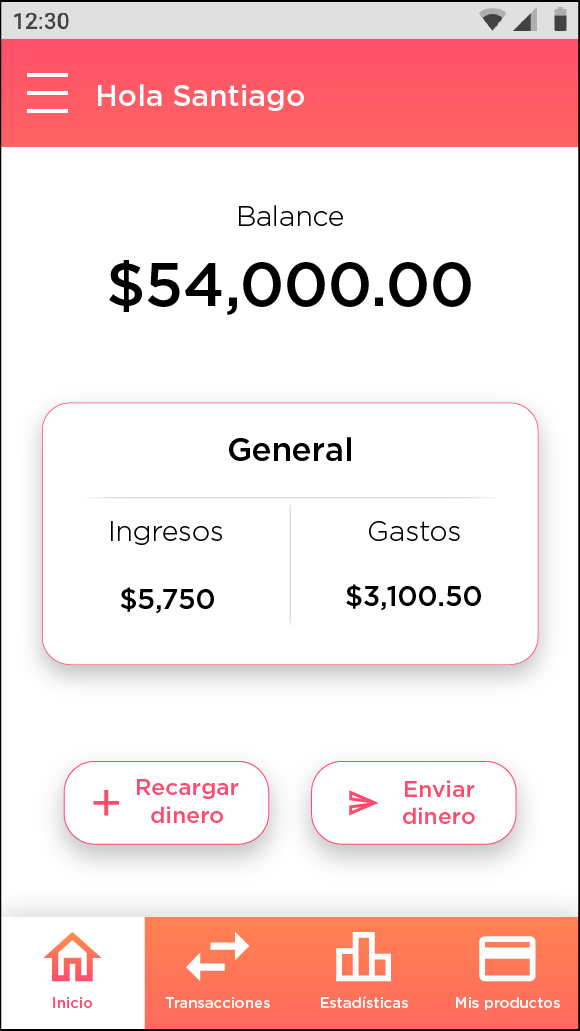 12:30
Hola Santiago
Balance
$54,000.00
General
Ingresos
Gastos
$5,750
$3,100.50
Recargar
dinero
Enviar
dinero
Inicio
Transacciones
Estadísticas
Mis productos